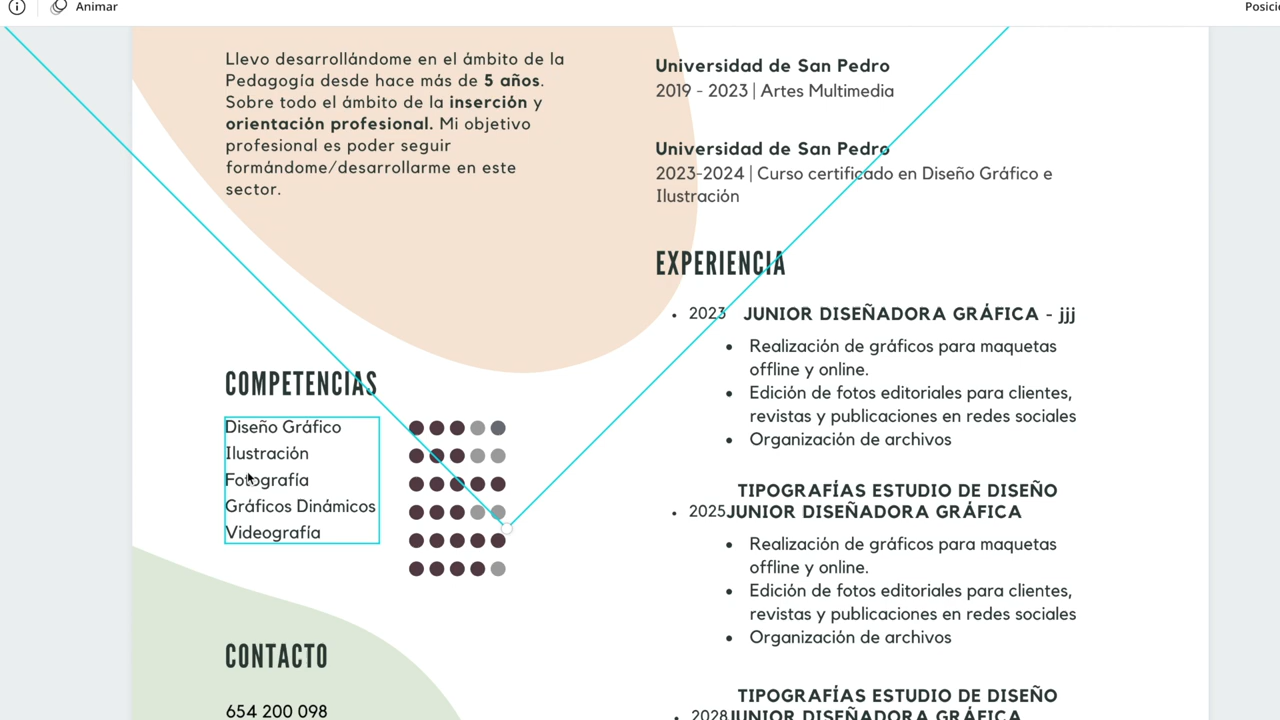 Animar
Posici
Llevo desarrollándome en el ámbito de la
Pedagogía desde hace más de 5 años.
Sobre todo el ámbito de la inserción y
orientación profesional. Mi objetivo
profesional es poder seguir
formándome/desarrollarme en este
sector.
COMPETENCIAS
Diseño Gráfico
Ilustración
Fotografía
Gráficos Dinámicos
Videografía
CONTACTO
654 200 098
Universidad de San Pedro
2019 - 2023 | Artes Multimedia
Universidad de San Pedro
2023-2024 | Curso certificado en Diseño Gráfico e
Ilustración
EXPERIENCIA
• 2023 JUNIOR DISEÑADORA GRÁFICA - jjj
• Realización de gráficos para maquetas
offline y online.
• Edición de fotos editoriales para clientes,
revistas y publicaciones en redes sociales
• Organización de archivos
TIPOGRAFÍAS ESTUDIO DE DISEÑO
• 2025 JUNIOR DISEÑADORA GRÁFICA
• Realización de gráficos para maquetas
offline y online.
• Edición de fotos editoriales para clientes,
revistas y publicaciones en redes sociales
• Organización de archivos
TIPOGRAFÍAS ESTUDIO DE DISEÑO
• 2028 JUNIOR DISEÑADORA GRÁFICA